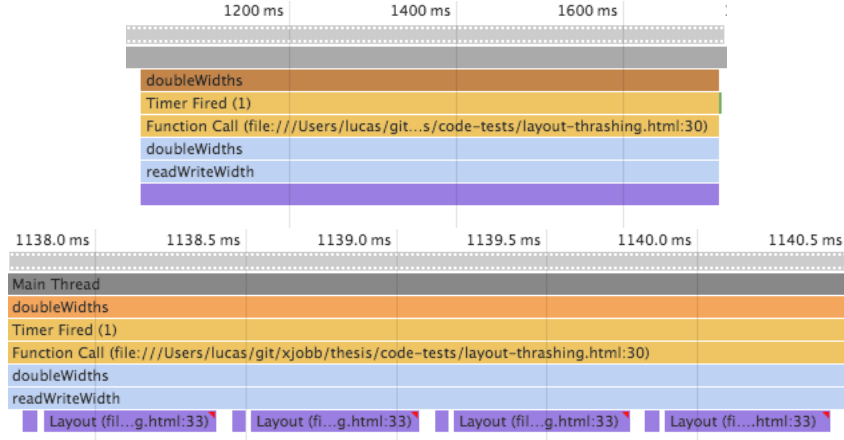 1200 ms 1400 ms 1600 ms
doubleWidths
Timer Fired (1)
Function Call (file:///Users/lucas/git...s/code-tests/layout-thrashing.html:30)
doubleWidths
readWriteWidth
1138.0 ms 1138.5 ms 1139.0 ms 1139.5 ms 1140.0 ms 1140.5 ms
Main Thread
doubleWidths
Timer Fired (1)
Function Call (file:///Users/lucas/git/xjobb/thesis/code-tests/layout-thrashing.html:30)
doubleWidths
readWriteWidth
Layout (fil...g.html:33) Layout (fi...g.html:33) Layout (fil...g.html:33) Layout (fi....html:33)